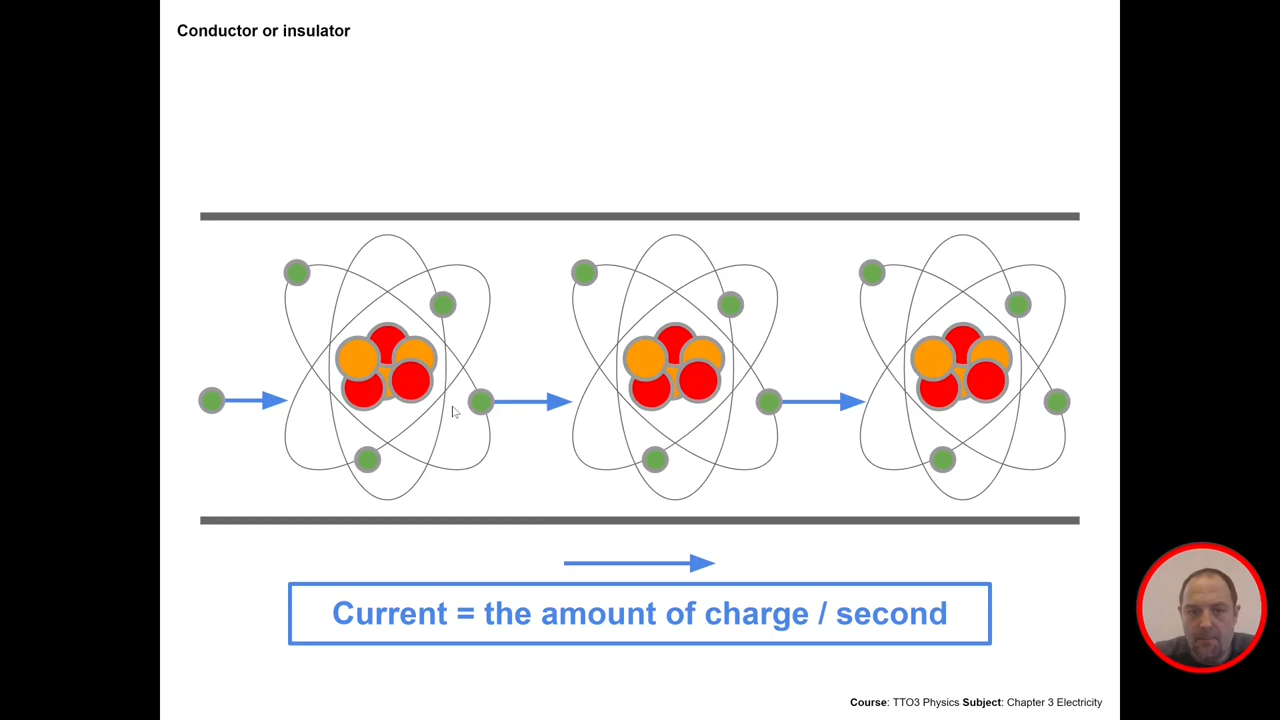 Conductor or insulator
Current = the amount of charge / second
Course: TTO3 Physics Subject: Chapter 3 Electricity